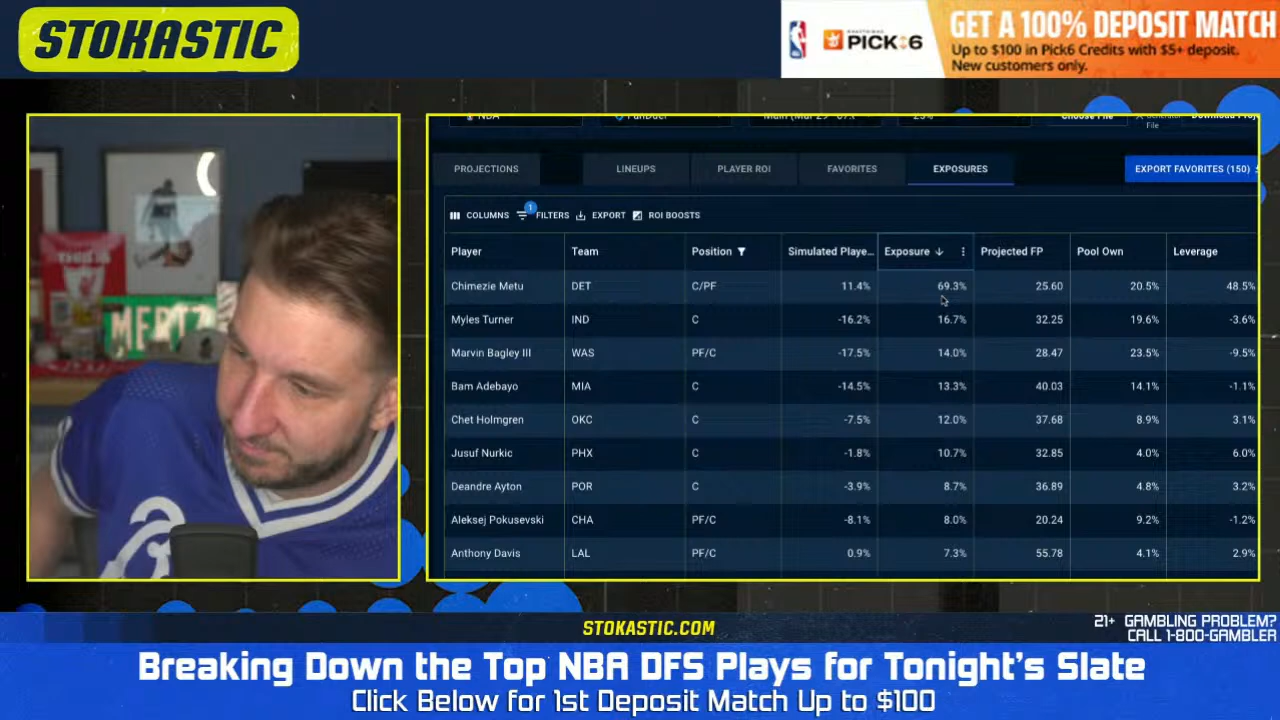 STOKASTIC
NBA
PICK6
GET A 100% DEPOSIT MATCH
Up to $100 in Pick6 Credits with $5+ deposit.
New customers only.
File
PROJECTIONS LINEUPS PLAYER ROI FAVORITES EXPOSURES EXPORT FAVORITES (150)
COLUMNS 1 FILTERS EXPORT ROI BOOSTS
Player Team Position Simulated Playe... Exposure Projected FP Pool Own Leverage
Chimezie Metu DET C/PF 11.4% 69.3% 25.60 20.5% 48.5%
Myles Turner IND C -16.2% 16.7% 32.25 19.6% -3.6%
Marvin Bagley III WAS PF/C -17.5% 14.0% 28.47 23.5% -9.5%
Bam Adebayo MIA C -14.5% 13.3% 40.03 14.1% -1.1%
Chet Holmgren OKC C -7.5% 12.0% 37.68 8.9% 3.1%
Jusuf Nurkic PHX C -1.8% 10.7% 32.85 4.0% 6.0%
Deandre Ayton POR C -3.9% 8.7% 36.89 4.8% 3.2%
Aleksej Pokusevski CHA PF/C -8.1% 8.0% 20.24 9.2% -1.2%
Anthony Davis LAL PF/C 0.9% 7.3% 55.78 4.1% 2.9%
MERTZ
STOKASTIC.COM
21+ GAMBLING PROBLEM?
CALL 1-800-GAMBLER
Breaking Down the Top NBA DFS Plays for Tonight's Slate
Click Below for 1st Deposit Match Up to $100